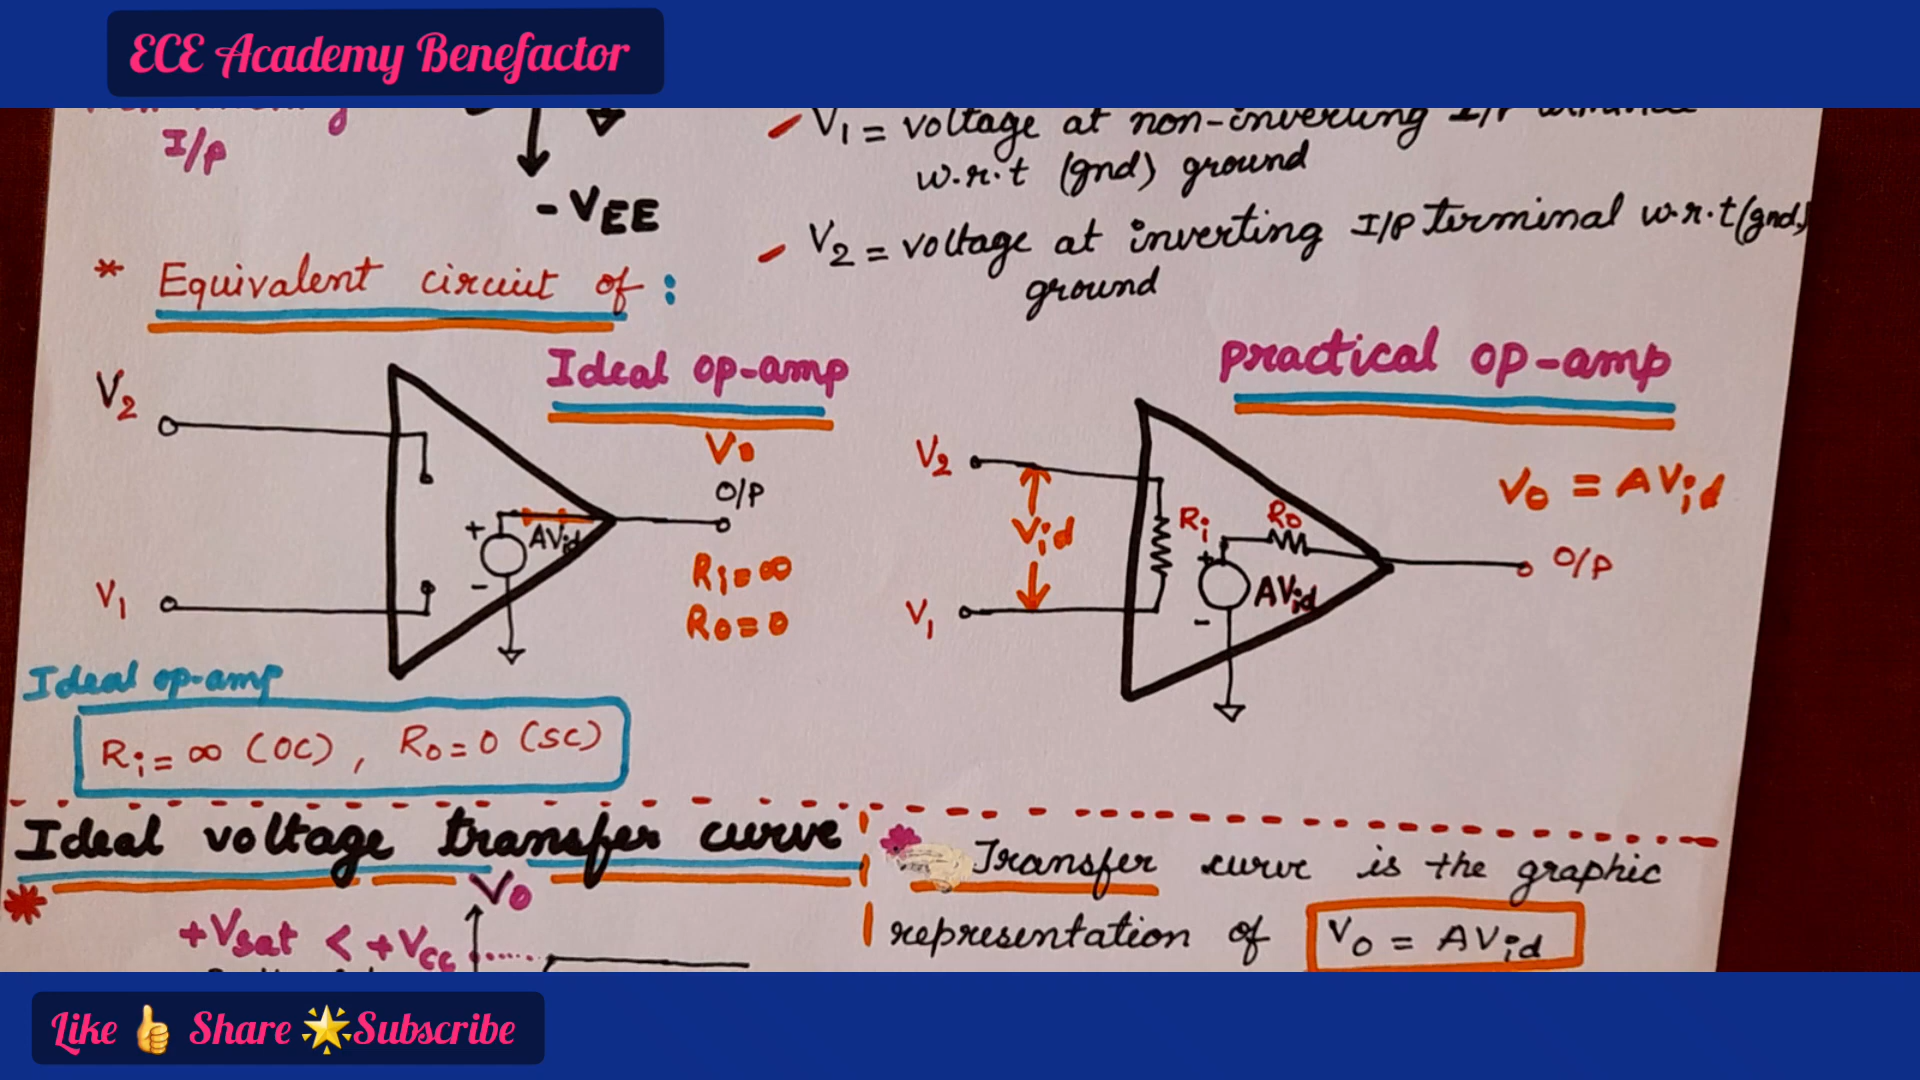 ECE Academy Benefactor
I/p
-VEE
V1 = voltage at non-inverting I/P
w.r.t (gnd) ground
V2 = voltage at inverting I/P terminal w.r.t(gnd)
ground
* Equivalent circuit of :
Ideal op-amp
V2
Vo
O/P
+
AVid
-
Ri=∞
Ro=0
V1
practical op-amp
V2
Vid
Ri
Ro
Vo = AVid
+
AVid
-
O/P
V1
Ideal op-amp
Ri=∞ (OC), Ro=0 (SC)
Ideal voltage transfer curve
Vo
+Vsat < +Vcc
* Transfer curve is the graphic
representation of Vo = AVid
Like 👍 Share 🌟Subscribe